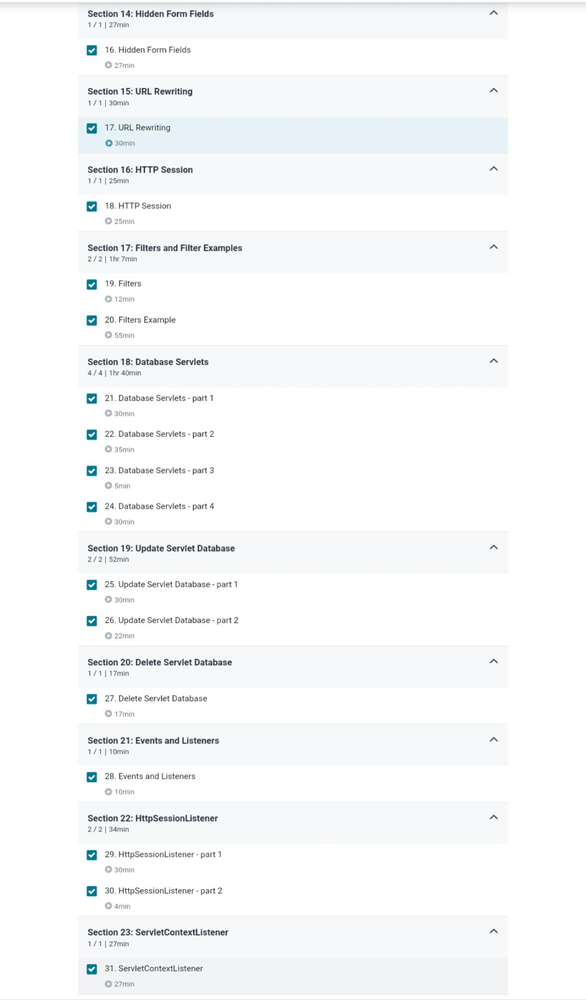 Section 14: Hidden Form Fields
1 / 1 | 27min
16. Hidden Form Fields
27min
Section 15: URL Rewriting
1 / 1 | 30min
17. URL Rewriting
30min
Section 16: HTTP Session
1 / 1 | 25min
18. HTTP Session
25min
Section 17: Filters and Filter Examples
2 / 2 | 1hr 7min
19. Filters
12min
20. Filters Example
55min
Section 18: Database Servlets
4 / 4 | 1hr 40min
21. Database Servlets - part 1
30min
22. Database Servlets - part 2
35min
23. Database Servlets - part 3
5min
24. Database Servlets - part 4
30min
Section 19: Update Servlet Database
2 / 2 | 52min
25. Update Servlet Database - part 1
30min
26. Update Servlet Database - part 2
22min
Section 20: Delete Servlet Database
1 / 1 | 17min
27. Delete Servlet Database
17min
Section 21: Events and Listeners
1 / 1 | 10min
28. Events and Listeners
10min
Section 22: HttpSessionListener
2 / 2 | 34min
29. HttpSessionListener - part 1
30min
30. HttpSessionListener - part 2
4min
Section 23: ServletContextListener
1 / 1 | 27min
31. ServletContextListener
27min